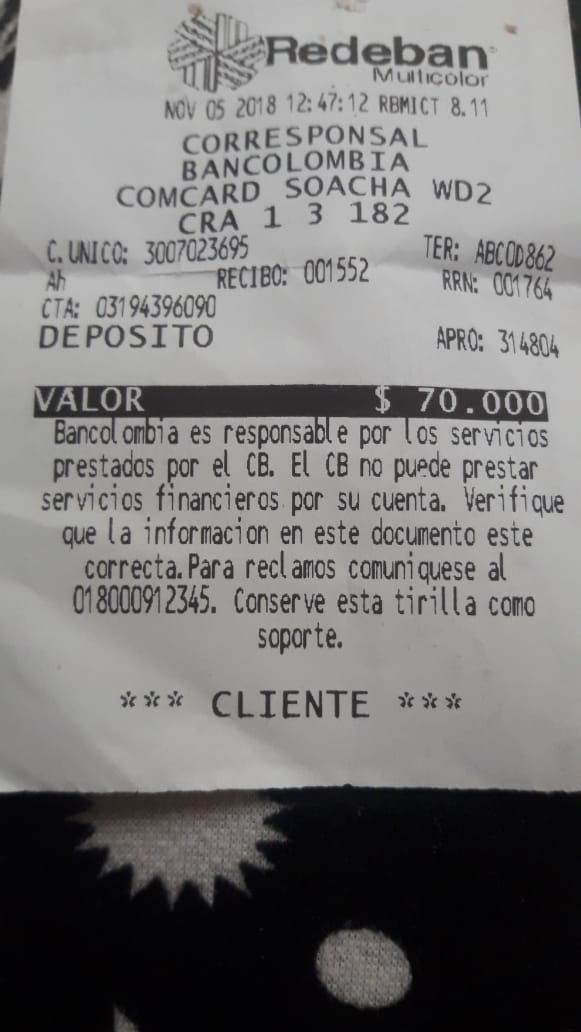 Redeban
Multicolor
NOV 05 2018 12:47:12 RBMICT 8.11
CORRESPONSAL
BANCOLOMBIA
COMCARD SOACHA WD2
CRA 1 3 182
C. UNICO: 3007023695 TER: ABCOD862
Ah RECIBO: 001552 RRN: 001764
CTA: 03194396090
DEPOSITO APRO: 314804
VALOR $ 70.000
Bancolombia es responsable por los servicios
prestados por el CB. El CB no puede prestar
servicios financieros por su cuenta. Verifique
que la informacion en este documento este
correcta.Para reclamos comuniquese al
018000912345. Conserve esta tirilla como
soporte.
*** CLIENTE ***